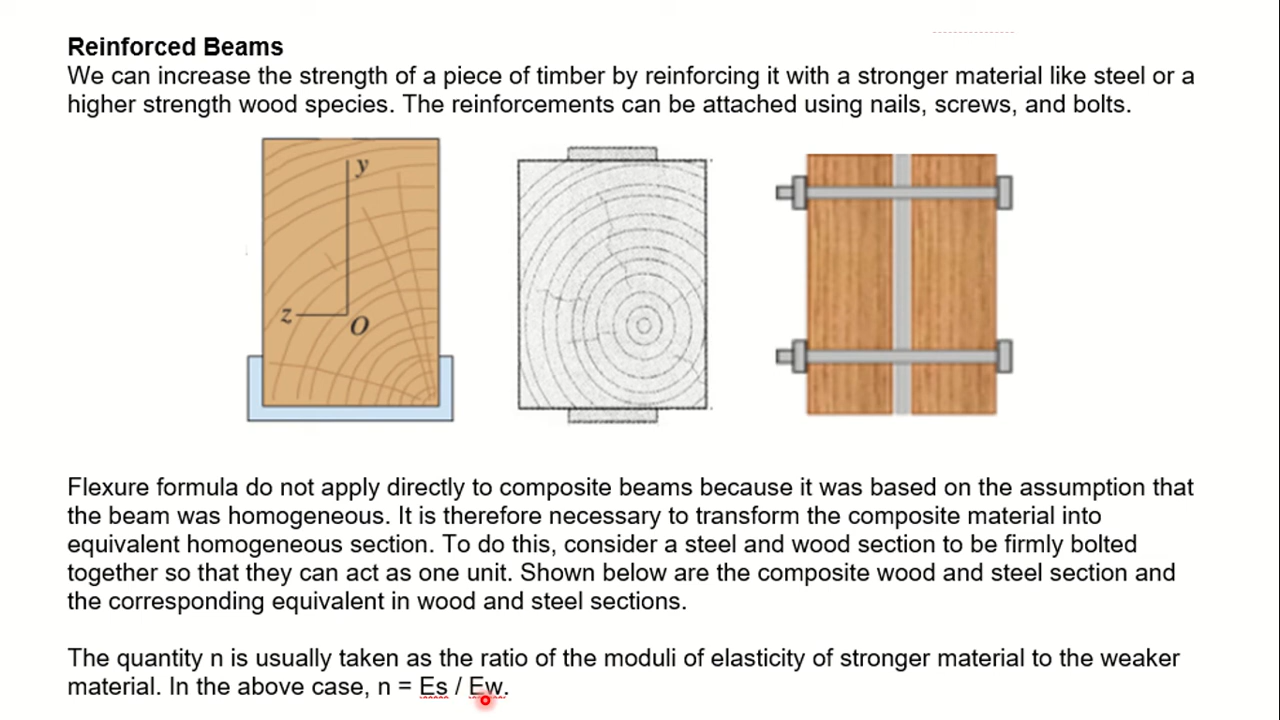 Reinforced Beams
We can increase the strength of a piece of timber by reinforcing it with a stronger material like steel or a
higher strength wood species. The reinforcements can be attached using nails, screws, and bolts.
y
z
O
Flexure formula do not apply directly to composite beams because it was based on the assumption that
the beam was homogeneous. It is therefore necessary to transform the composite material into
equivalent homogeneous section. To do this, consider a steel and wood section to be firmly bolted
together so that they can act as one unit. Shown below are the composite wood and steel section and
the corresponding equivalent in wood and steel sections.
The quantity n is usually taken as the ratio of the moduli of elasticity of stronger material to the weaker
material. In the above case, n = Es / Ew.